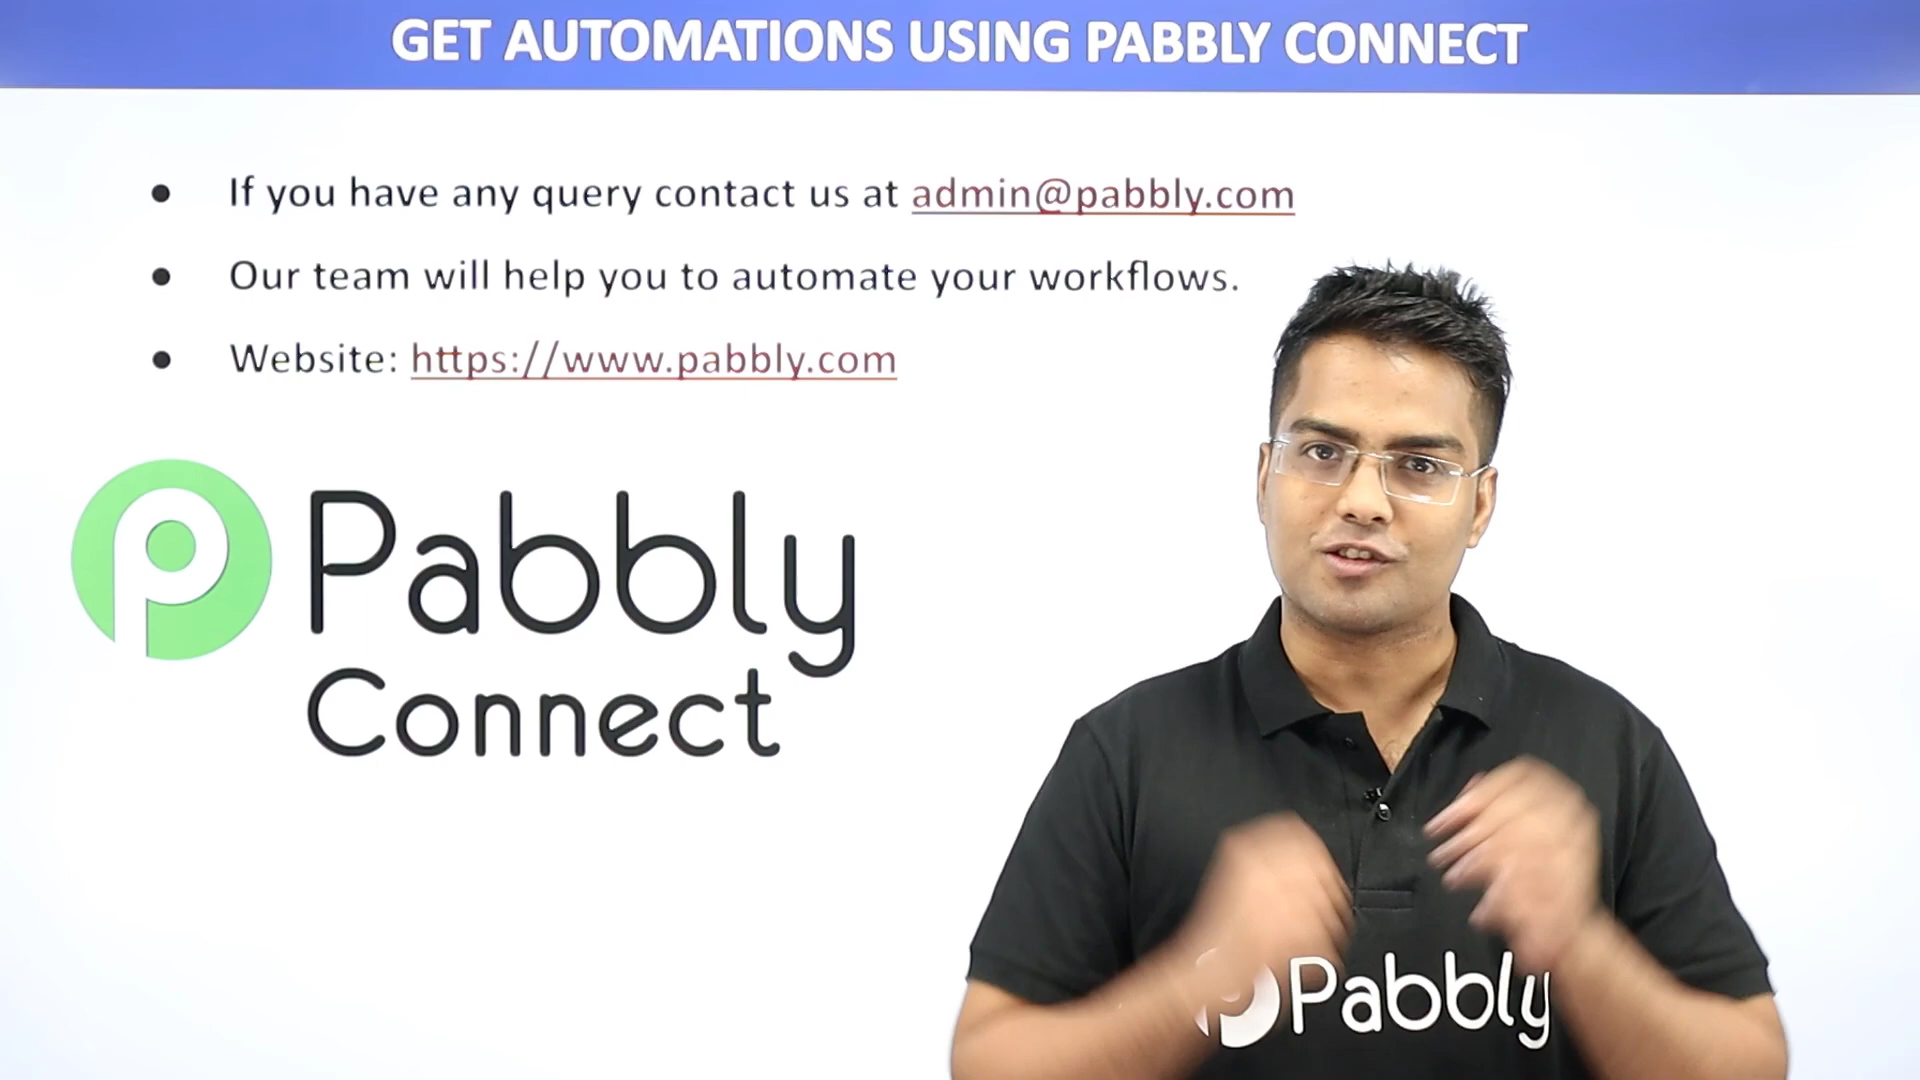 GET AUTOMATIONS USING PABBLY CONNECT
• If you have any query contact us at admin@pabbly.com
• Our team will help you to automate your workflows.
• Website: https://www.pabbly.com
Pabbly
Connect
Pabbly